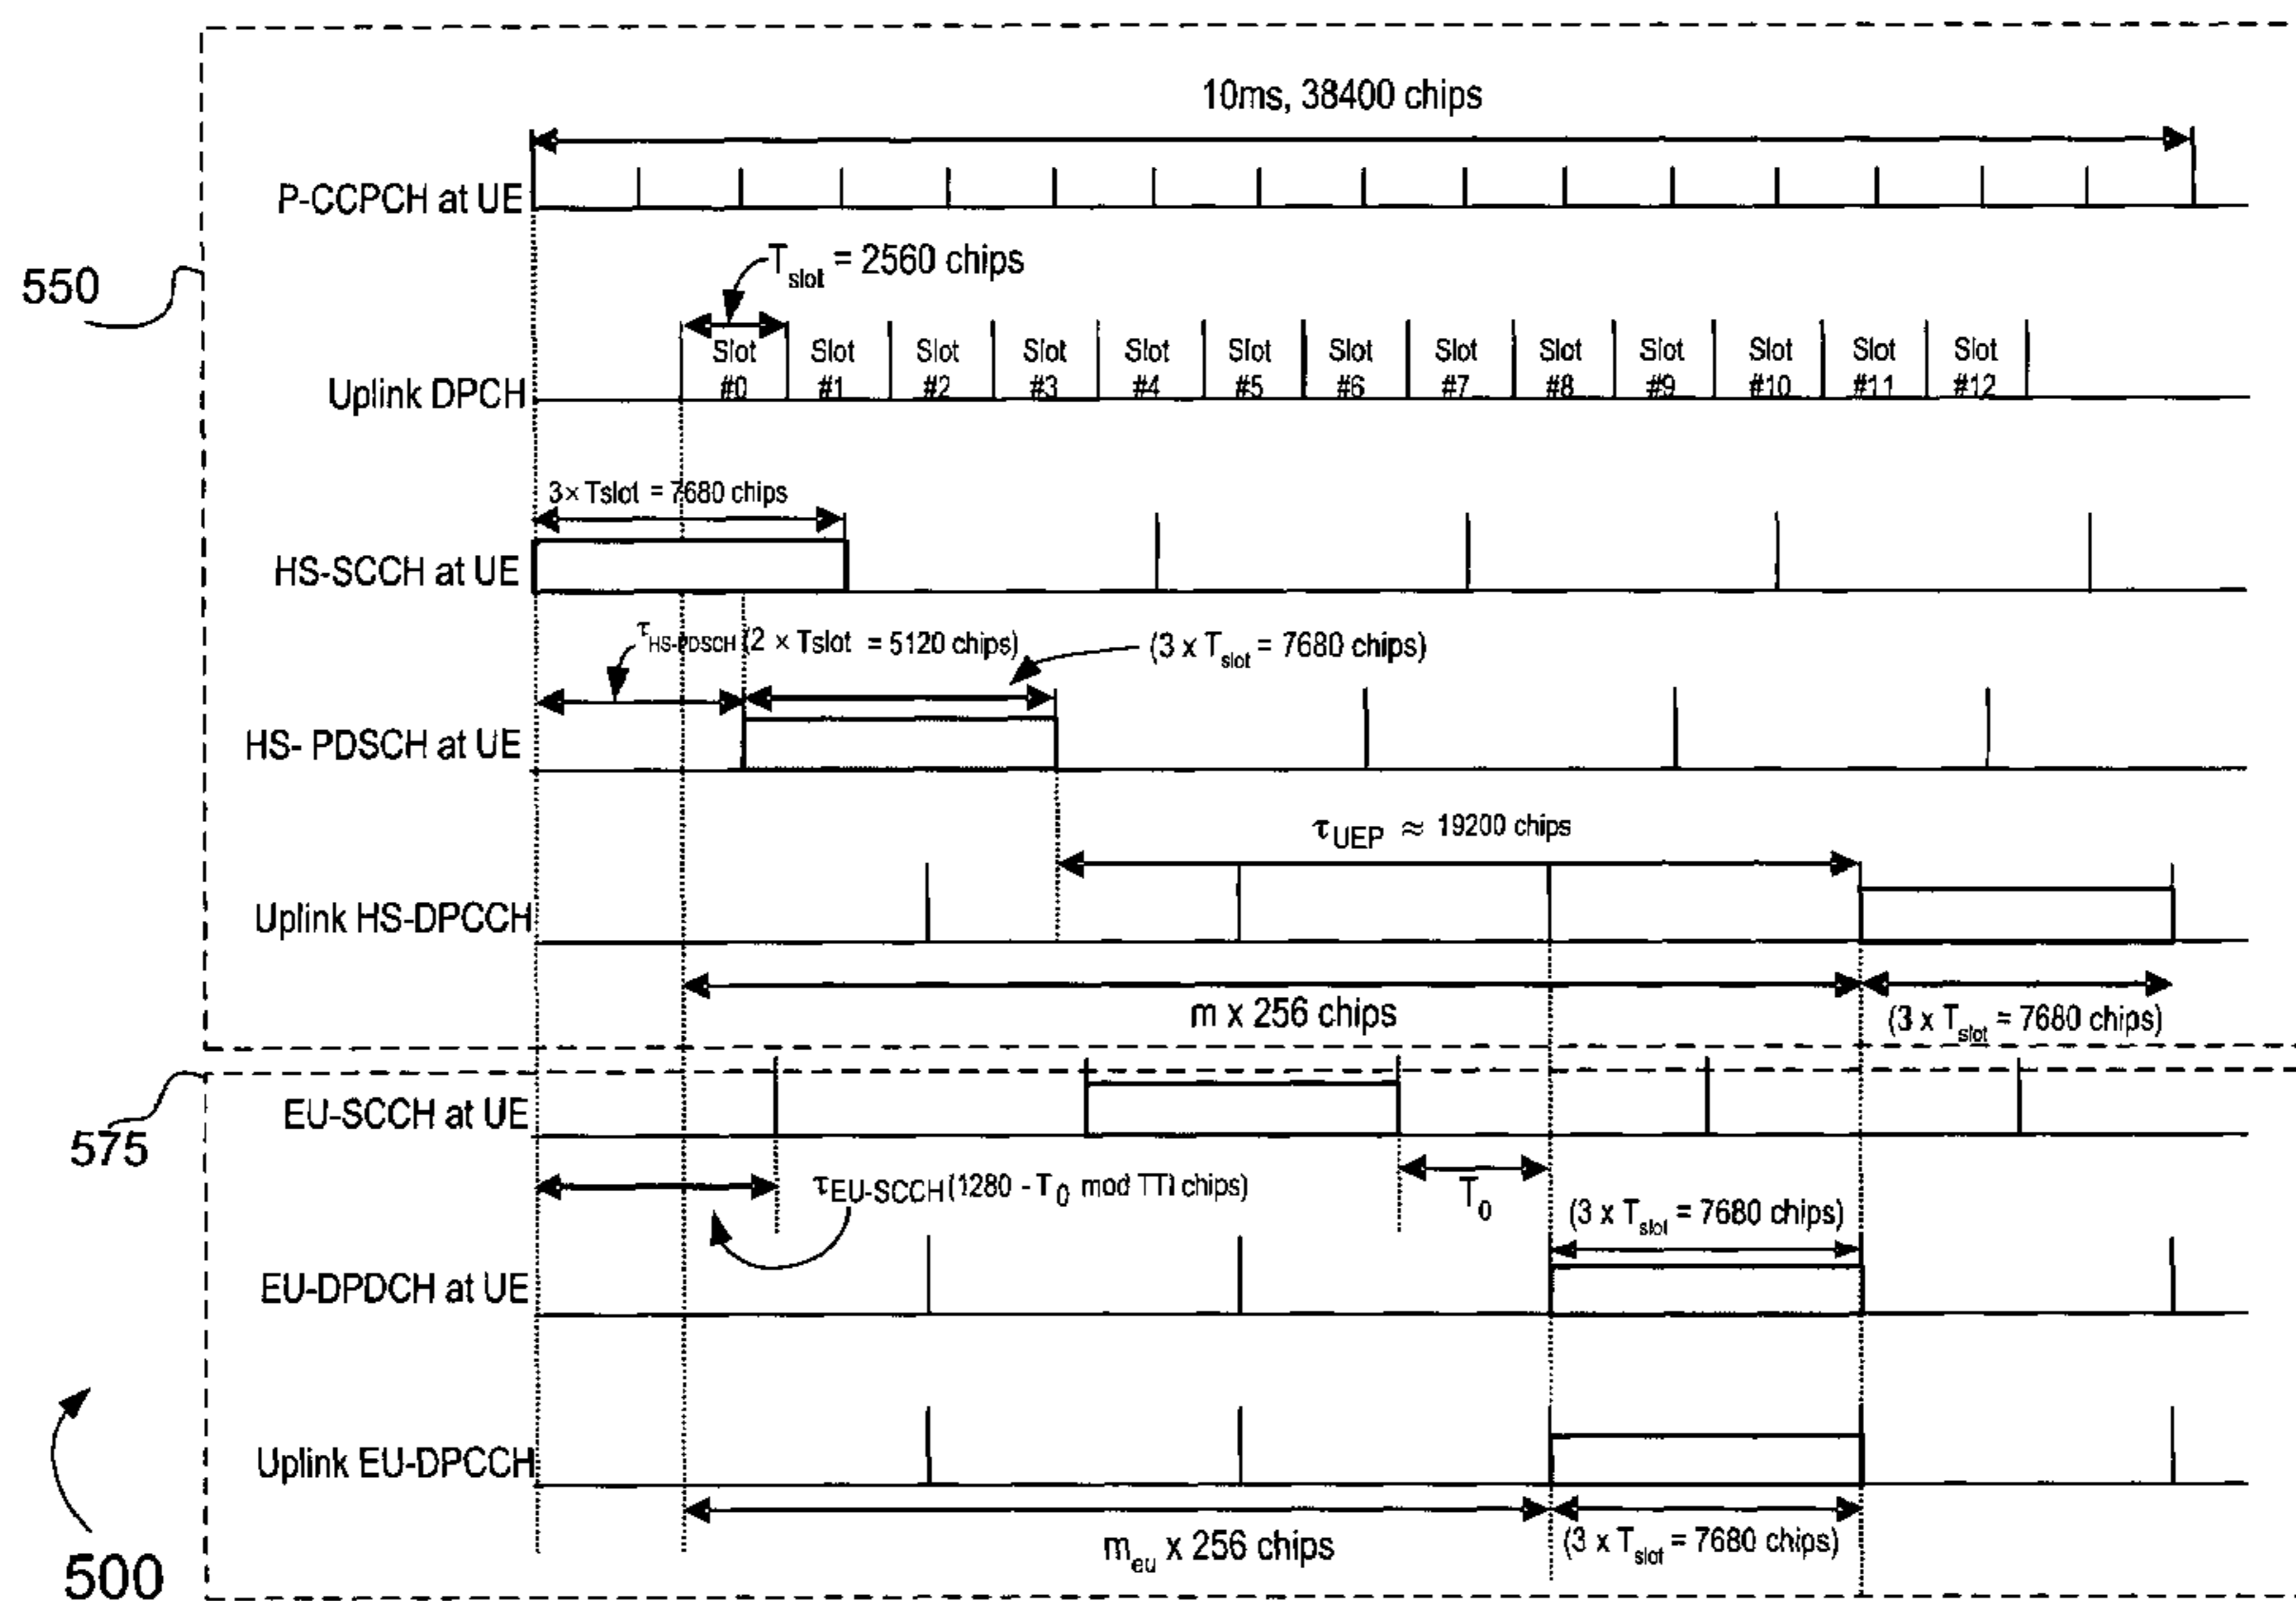 10ms, 38400 chips
P-CCPCH at UE
T_slot = 2560 chips
550
Slot #0 Slot #1 Slot #2 Slot #3 Slot #4 Slot #5 Slot #6 Slot #7 Slot #8 Slot #9 Slot #10 Slot #11 Slot #12
Uplink DPCH
3× Tslot = 7680 chips
HS-SCCH at UE
τ_HS-PDSCH (2 × Tslot = 5120 chips)
(3 x T_slot = 7680 chips)
HS- PDSCH at UE
τ_UEP ≈ 19200 chips
Uplink HS-DPCCH
m x 256 chips
(3 x T_slot = 7680 chips)
575
EU-SCCH at UE
τ_EU-SCCH (1280 - T_0 mod TTI chips)
T_0
(3 x T_slot = 7680 chips)
EU-DPDCH at UE
Uplink EU-DPCCH
m_eu x 256 chips
(3 x T_slot = 7680 chips)
500